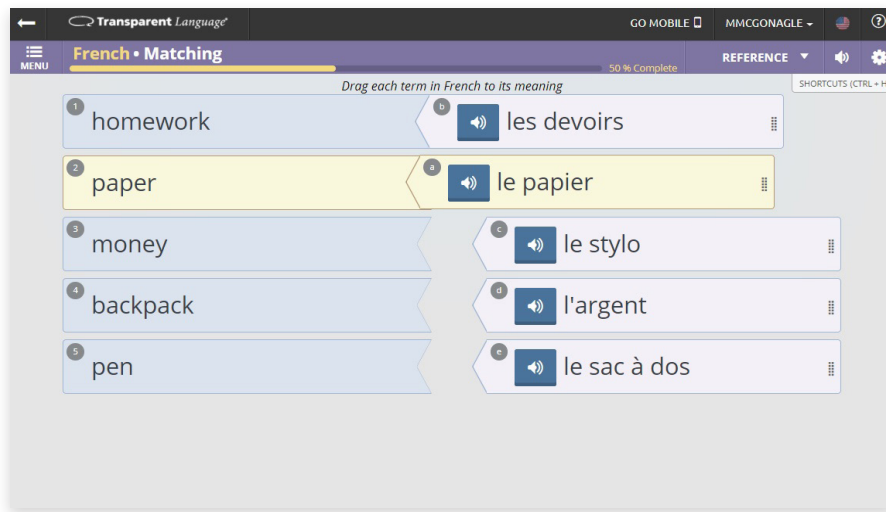 Transparent Language GO MOBILE MMCGONAGLE
MENU French • Matching 50 % Complete REFERENCE
Drag each term in French to its meaning SHORTCUTS (CTRL + H
1 homework b les devoirs
2 paper a le papier
3 money c le stylo
4 backpack d l'argent
5 pen e le sac à dos